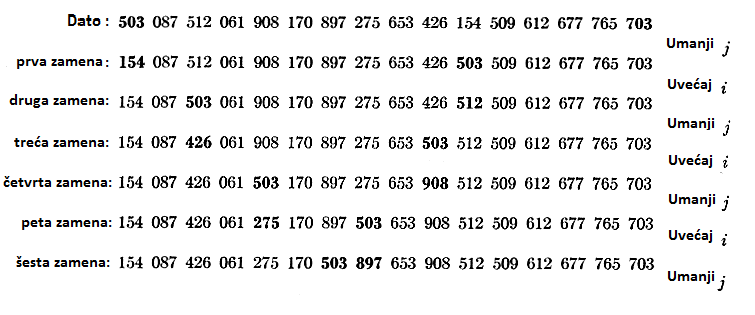 Dato : 503 087 512 061 908 170 897 275 653 426 154 509 612 677 765 703
Umanji j
prva zamena: 154 087 512 061 908 170 897 275 653 426 503 509 612 677 765 703
Uvećaj i
druga zamena: 154 087 503 061 908 170 897 275 653 426 512 509 612 677 765 703
Umanji j
treća zamena: 154 087 426 061 908 170 897 275 653 503 512 509 612 677 765 703
Uvećaj i
četvrta zamena: 154 087 426 061 503 170 897 275 653 908 512 509 612 677 765 703
Umanji j
peta zamena: 154 087 426 061 275 170 897 503 653 908 512 509 612 677 765 703
Uvećaj i
šesta zamena: 154 087 426 061 275 170 503 897 653 908 512 509 612 677 765 703
Umanji j